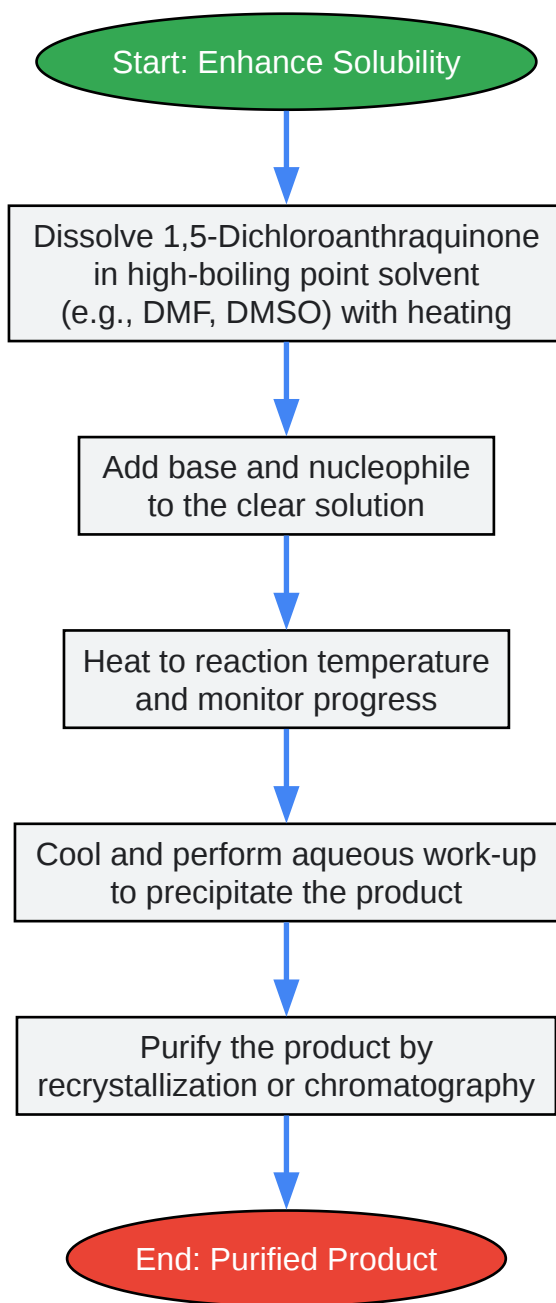 Start: Enhance Solubility
Dissolve 1,5-Dichloroanthraquinone
in high-boiling point solvent
(e.g., DMF, DMSO) with heating
Add base and nucleophile
to the clear solution
Heat to reaction temperature
and monitor progress
Cool and perform aqueous work-up
to precipitate the product
Purify the product by
recrystallization or chromatography
End: Purified Product